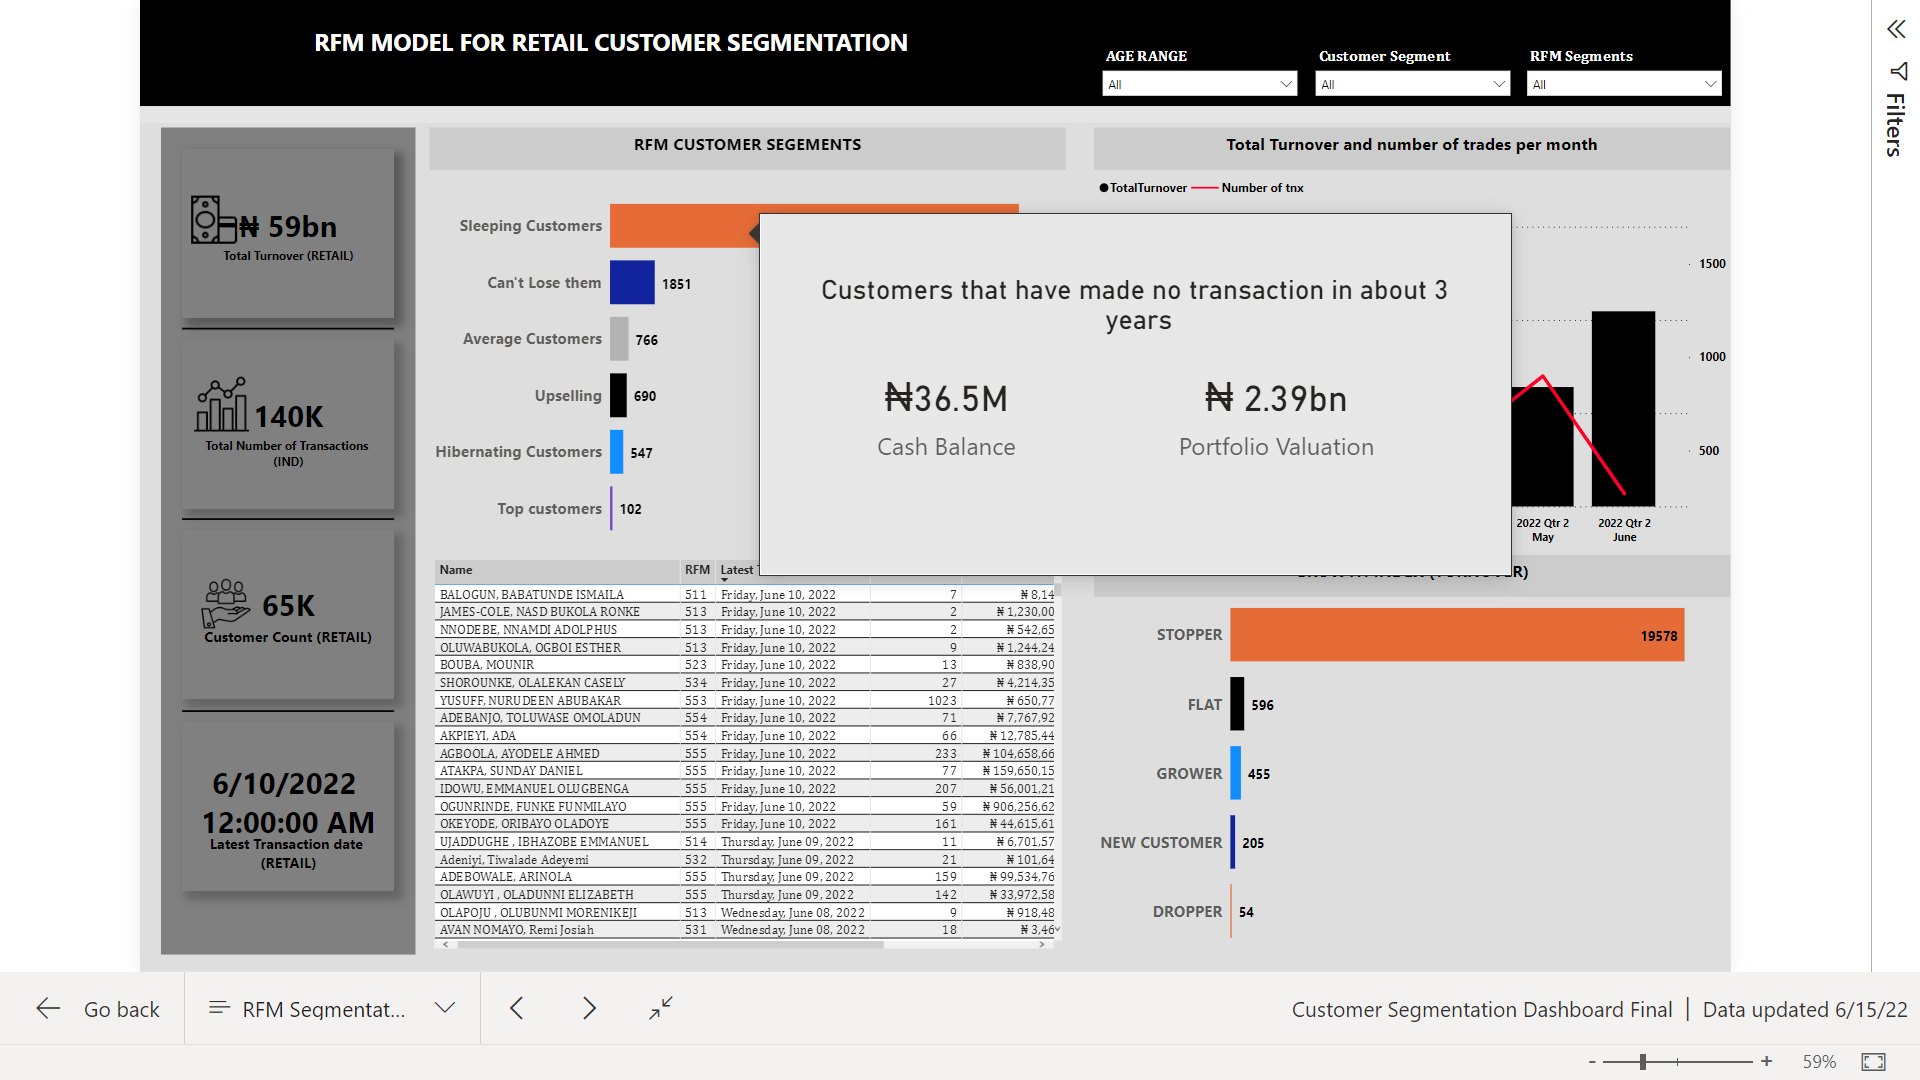 RFM MODEL FOR RETAIL CUSTOMER SEGMENTATION
AGE RANGE
All
Customer Segment
All
RFM Segments
All
Filters
₦ 59bn
Total Turnover (RETAIL)
140K
Total Number of Transactions
(IND)
65K
Customer Count (RETAIL)
6/10/2022
12:00:00 AM
Latest Transaction date
(RETAIL)
RFM CUSTOMER SEGEMENTS
Sleeping Customers
Can't Lose them 1851
Average Customers 766
Upselling 690
Hibernating Customers 547
Top customers 102
Customers that have made no transaction in about 3
years
₦36.5M
Cash Balance
₦ 2.39bn
Portfolio Valuation
Total Turnover and number of trades per month
TotalTurnover Number of tnx
1500
1000
500
2022 Qtr 2
May
2022 Qtr 2
June
Name RFM Latest
BALOGUN, BABATUNDE ISMAILA 511 Friday, June 10, 2022 7 ₦ 8,14
JAMES-COLE, NASD BUKOLA RONKE 513 Friday, June 10, 2022 2 ₦ 1,230,00
NNODEBE, NNAMDI ADOLPHUS 513 Friday, June 10, 2022 2 ₦ 542,65
OLUWABUKOLA, OGBOI ESTHER 513 Friday, June 10, 2022 9 ₦ 1,244,24
BOUBA, MOUNIR 523 Friday, June 10, 2022 13 ₦ 838,90
SHOROUNKE, OLALEKAN CASELY 534 Friday, June 10, 2022 27 ₦ 4,214,35
YUSUFF, NURUDEEN ABUBAKAR 553 Friday, June 10, 2022 1023 ₦ 650,77
ADEBANJO, TOLUWASE OMOLADUN 554 Friday, June 10, 2022 71 ₦ 7,767,92
AKPIEYI, ADA 554 Friday, June 10, 2022 66 ₦ 12,785,44
AGBOOLA, AYODELE AHMED 555 Friday, June 10, 2022 233 ₦ 104,658,66
ATAKPA, SUNDAY DANIEL 555 Friday, June 10, 2022 77 ₦ 159,650,15
IDOWU, EMMANUEL OLUGBENGA 555 Friday, June 10, 2022 207 ₦ 56,001,21
OGUNRINDE, FUNKE FUNMILAYO 555 Friday, June 10, 2022 59 ₦ 906,256,62
OKEYODE, ORIBAYO OLADOYE 555 Friday, June 10, 2022 161 ₦ 44,615,61
UJADDUGHE , IBHAZOBE EMMANUEL 514 Thursday, June 09, 2022 11 ₦ 6,701,57
Adeniyi, Tiwalade Adeyemi 532 Thursday, June 09, 2022 21 ₦ 101,64
ADEBOWALE, ARINOLA 555 Thursday, June 09, 2022 159 ₦ 99,534,76
OLAWUYI , OLADUNNI ELIZABETH 555 Thursday, June 09, 2022 142 ₦ 33,972,58
OLAPOJU , OLUBUNMI MORENIKEJI 513 Wednesday, June 08, 2022 9 ₦ 918,48
AVAN NOMAYO, Remi Josiah 531 Wednesday, June 08, 2022 18 ₦ 3,46
STOPPER 19578
FLAT 596
GROWER 455
NEW CUSTOMER 205
DROPPER 54
Go back
RFM Segmentat...
Customer Segmentation Dashboard Final | Data updated 6/15/22
- + 59%